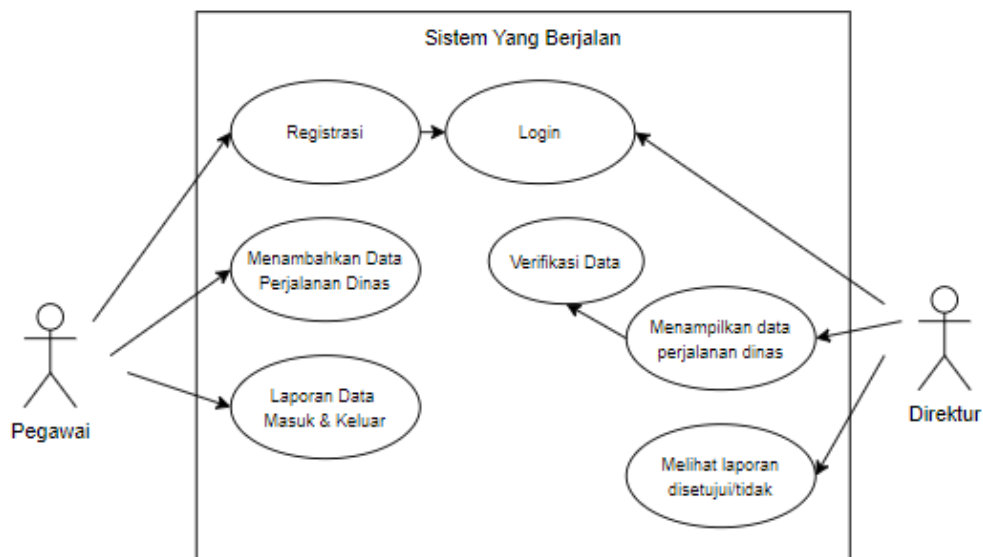 Sistem Yang Berjalan
Registrasi
Login
Menambahkan Data
Perjalanan Dinas
Verifikasi Data
Menampilkan data
perjalanan dinas
Laporan Data
Masuk & Keluar
Pegawai
Direktur
Melihat laporan
disetujui/tidak